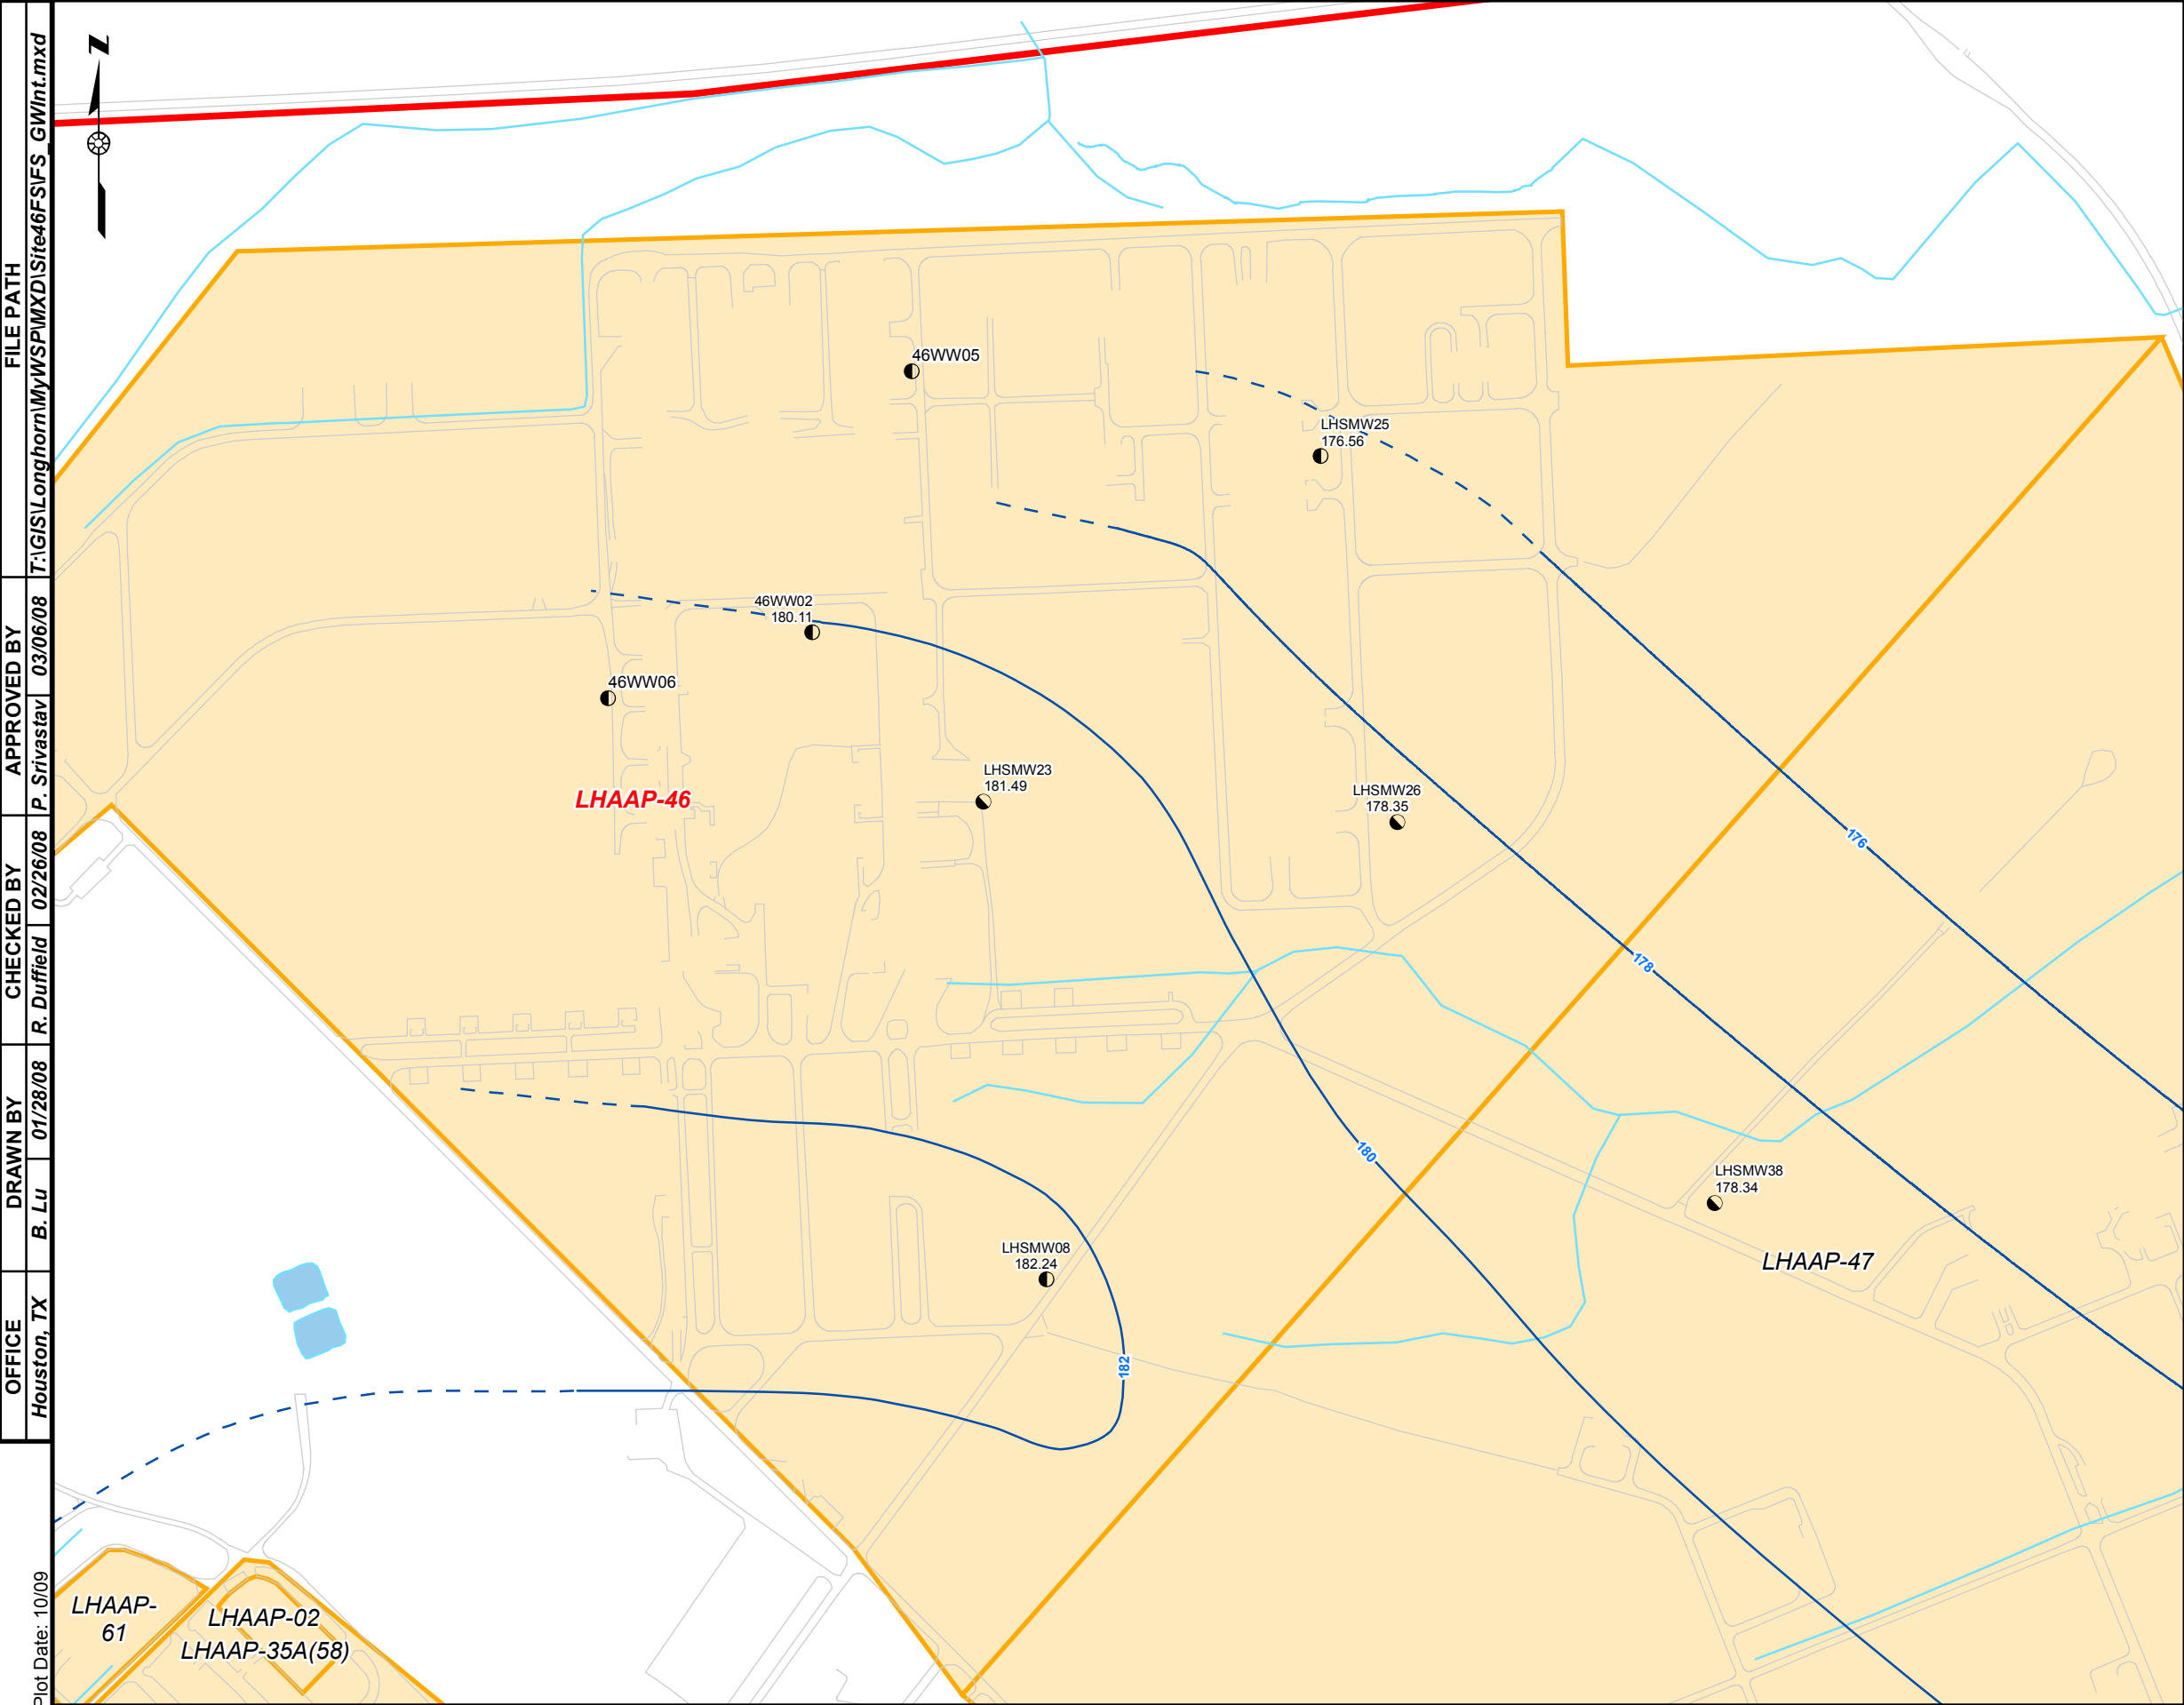 FILE PATH
T:\GIS\Longhorn\MyWSP\MXD\Site46FS\FS_GWInt.mxd
APPROVED BY
P. Srivastav 03/06/08
CHECKED BY
R. Duffield 02/26/08
DRAWN BY
B. Lu 01/28/08
OFFICE
Houston, TX
Plot Date: 10/09
N
46WW05
LHSMW25
176.56
46WW02
180.11
46WW06
LHSMW23
181.49
LHAAP-46
LHSMW26
178.35
176
178
180
LHSMW38
178.34
LHAAP-47
LHSMW08
182.24
182
LHAAP-
61
LHAAP-02
LHAAP-35A(58)